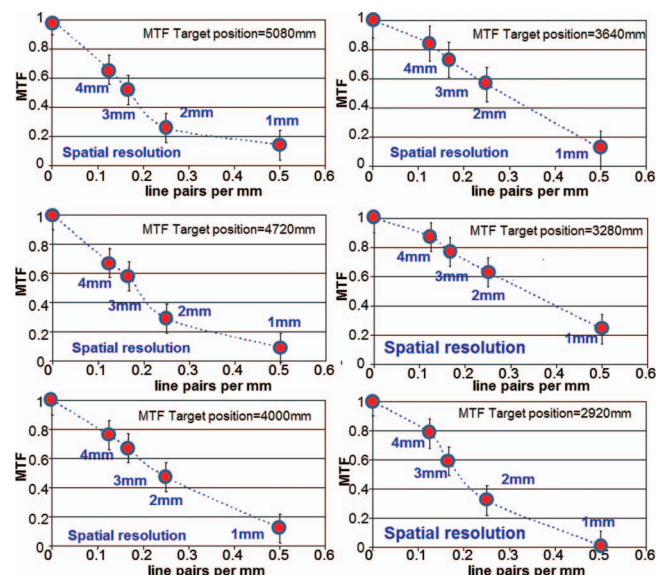 1
0.8
0.6
0.4
0.2
0
MTF
MTF Target position=5080mm
4mm
3mm
2mm
1mm
Spatial resolution
0 0.1 0.2 0.3 0.4 0.5 0.6
line pairs per mm
1
0.8
0.6
0.4
0.2
0
MTF
MTF Target position=3640mm
4mm
3mm
2mm
1mm
Spatial resolution
0 0.1 0.2 0.3 0.4 0.5 0.6
line pairs per mm
1
0.8
0.6
0.4
0.2
0
MTF
MTF Target position=4720mm
4mm
3mm
2mm
1mm
Spatial resolution
0 0.1 0.2 0.3 0.4 0.5 0.6
line pairs per mm
1
0.8
0.6
0.4
0.2
0
MTF
MTF Target position=3280mm
4mm
3mm
2mm
1mm
Spatial resolution
0 0.1 0.2 0.3 0.4 0.5 0.6
line pairs per mm
1
0.8
0.6
0.4
0.2
0
MTF
MTF Target position=4000mm
4mm
3mm
2mm
1mm
Spatial resolution
0 0.1 0.2 0.3 0.4 0.5 0.6
line pairs per mm
1
0.8
0.6
0.4
0.2
0
MTF
MTF Target position=2920mm
4mm
3mm
2mm
1mm
Spatial resolution
0 0.1 0.2 0.3 0.4 0.5 0.6
line pairs per mm